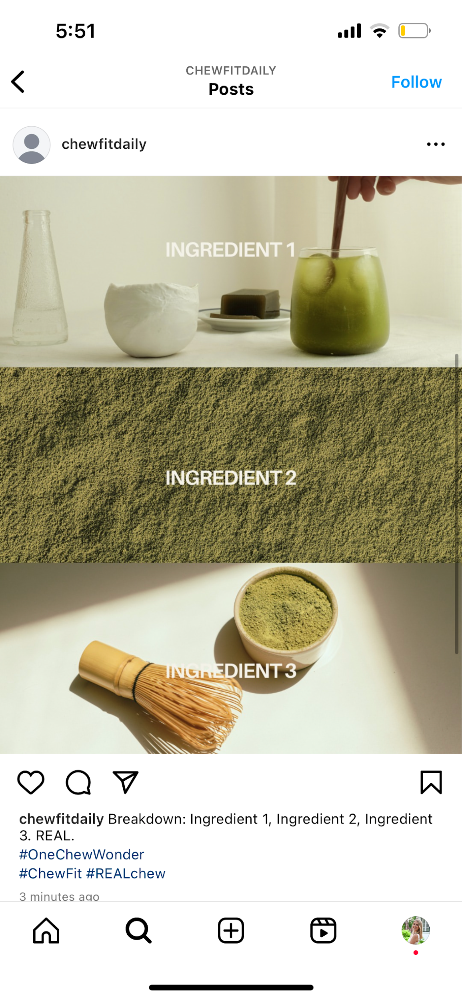 5:51
CHEWFITDAILY
Posts
Follow
chewfitdaily
INGREDIENT 1
INGREDIENT 2
INGREDIENT 3
chewfitdaily Breakdown: Ingredient 1, Ingredient 2, Ingredient
3. REAL.
#OneChewWonder
#ChewFit #REALchew
3 minutes ago